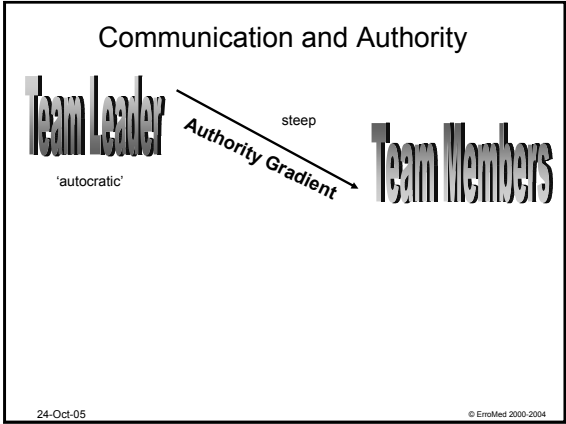 Communication and Authority
Team Leader
steep
Authority Gradient
Team Members
‘autocratic’
24-Oct-05
© ErroMed 2000-2004